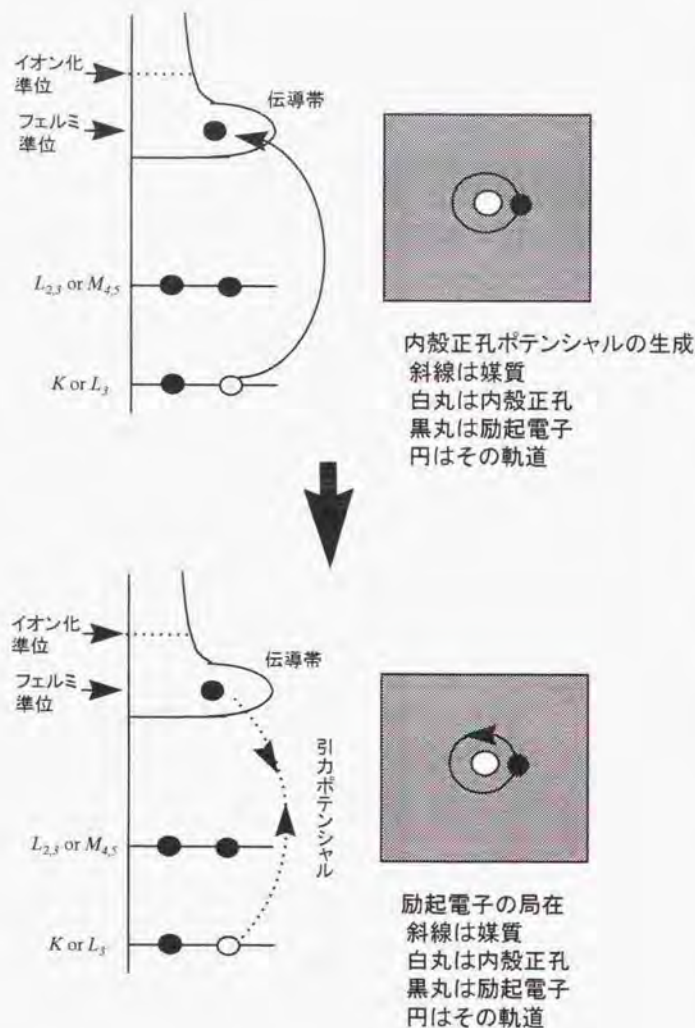 イオン化
準位
伝導帯
フェルミ
準位
L2,3 or M4,5
K or L3
内殻正孔ポテンシャルの生成
斜線は媒質
白丸は内殻正孔
黒丸は励起電子
円はその軌道
イオン化
準位
伝導帯
フェルミ
準位
引力ポテンシャル
L2,3 or M4,5
K or L3
励起電子の局在
斜線は媒質
白丸は内殻正孔
黒丸は励起電子
円はその軌道